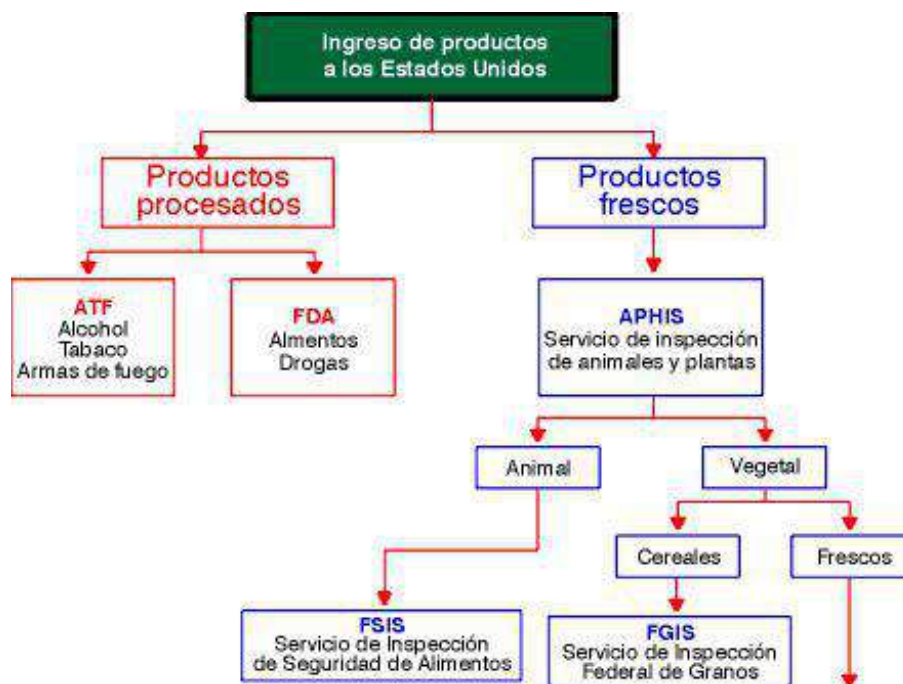 Ingreso de productos
a los Estados Unidos
Productos
procesados
Productos
frescos
ATF
Alcohol
Tabaco
Armas de fuego
FDA
Almentos
Drogas
APHIS
Servicio de inspección
de animales y plantas
Animal
Vegetal
Cereales
Frescos
FSIS
Servicio de Inspección
de Seguridad de Alimentos
FGIS
Servicio de Inspección
Federal de Granos